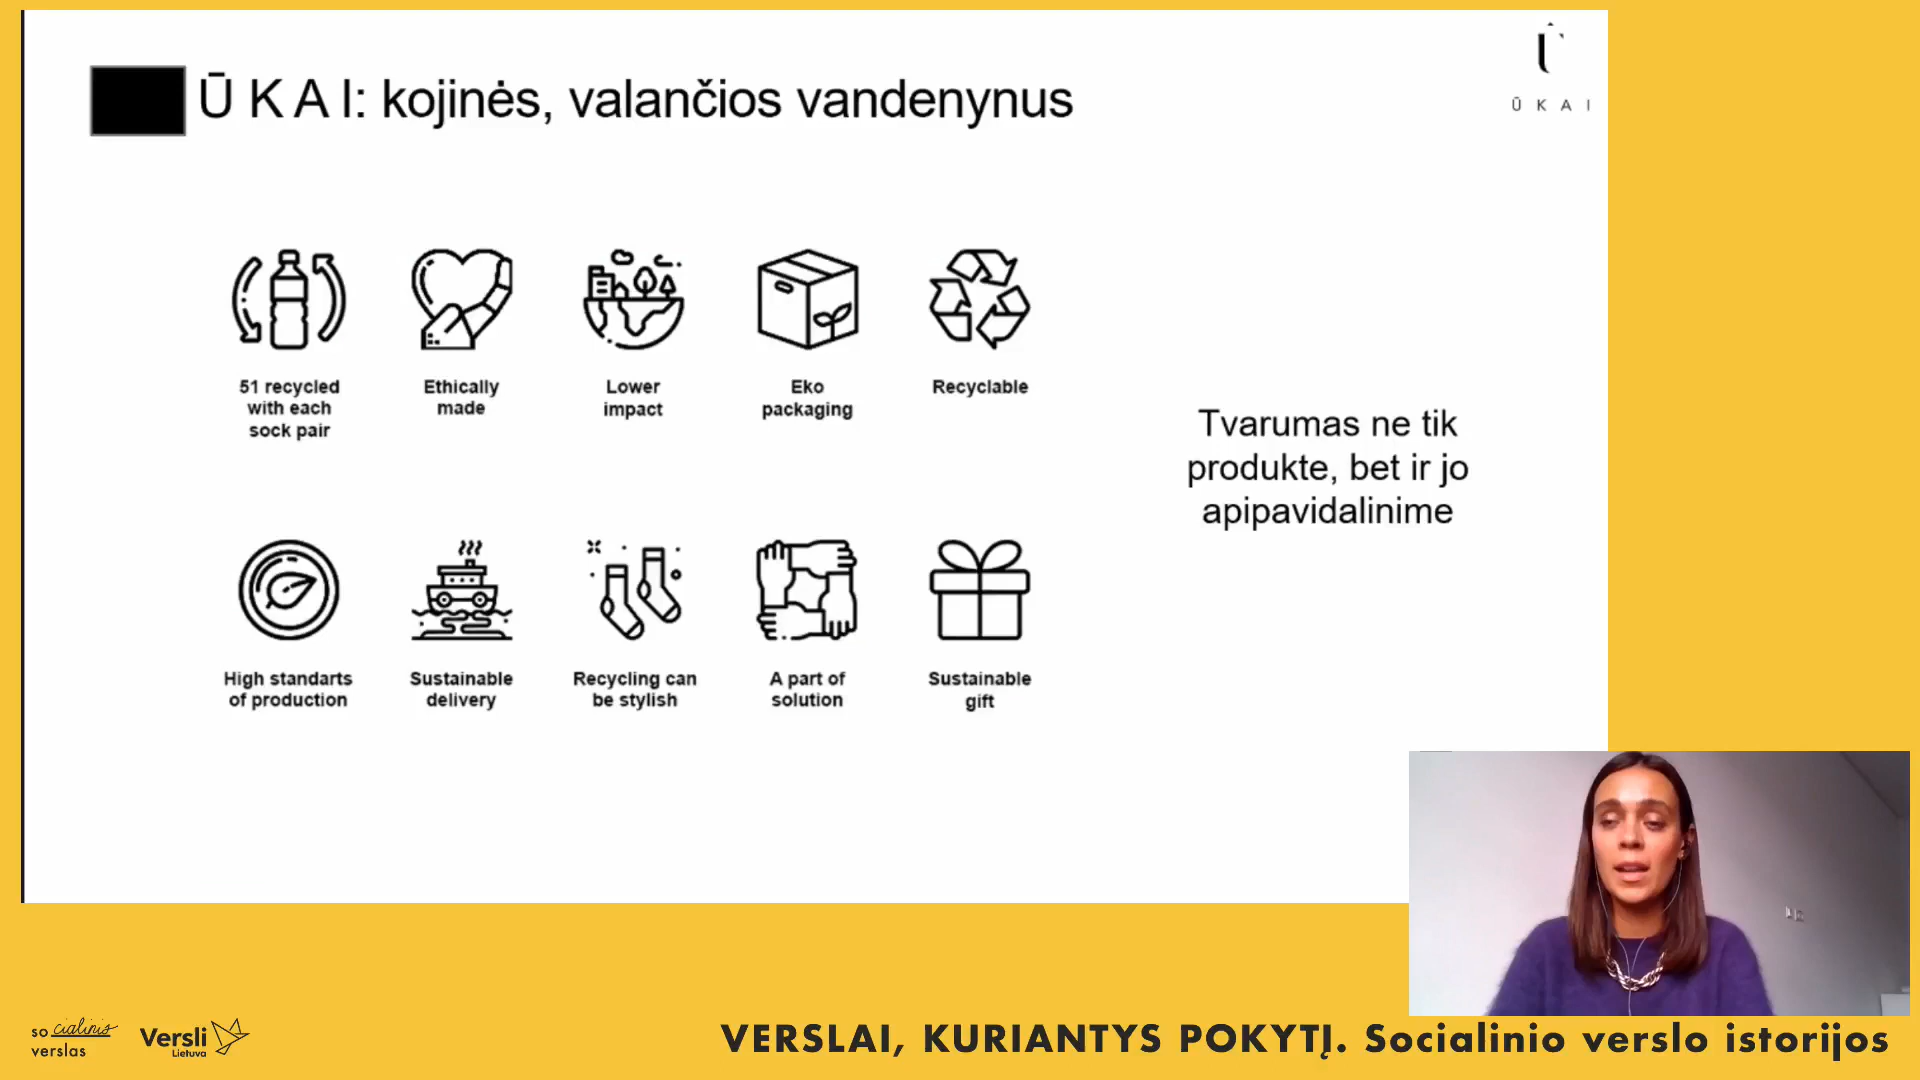 Ū K A I: kojinės, valančios vandenynus
Ū K A I
51 recycled
with each
sock pair
Ethically
made
Lower
impact
Eko
packaging
Recyclable
Tvarumas ne tik
produkte, bet ir jo
apipavidalinime
High standarts
of production
Sustainable
delivery
Recycling can
be stylish
A part of
solution
Sustainable
gift
socialinis
verslas
Versli
Lietuva
VERSLAI, KURIANTYS POKYTĮ. Socialinio verslo istorijos